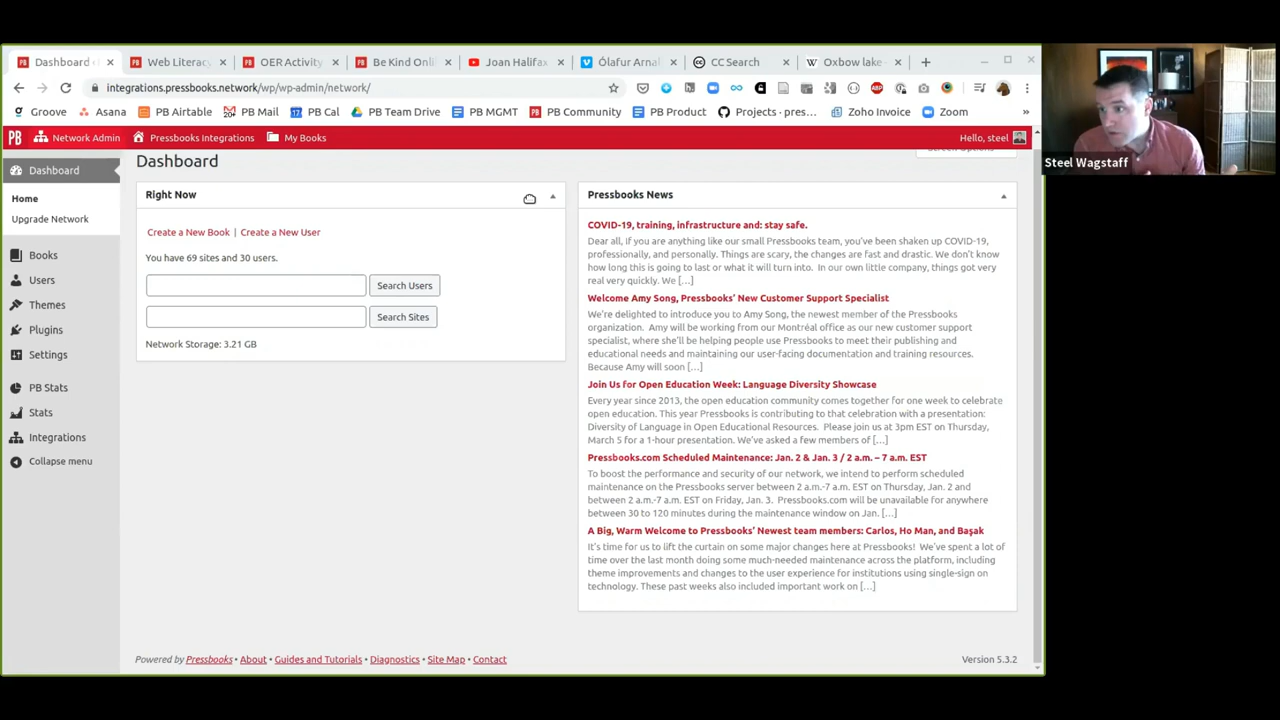 Dashboard
Web Literacy
OER Activity
Be Kind Onli
Joan Halifax
Ólafur Arnal
CC Search
Oxbow lake -
integrations.pressbooks.network/wp/wp-admin/network/
Groove
Asana
PB Airtable
PB Mail
PB Cal
PB Team Drive
PB MGMT
PB Community
PB Product
Projects - pres...
Zoho Invoice
Zoom
PB Network Admin
Pressbooks Integrations
My Books
Hello, steel
Steel Wagstaff
Dashboard
Home
Upgrade Network
Books
Users
Themes
Plugins
Settings
PB Stats
Stats
Integrations
Collapse menu
Dashboard
Right Now
Create a New Book | Create a New User
You have 69 sites and 30 users.
Search Users
Search Sites
Network Storage: 3.21 GB
Pressbooks News
COVID-19, training, infrastructure and: stay safe.
Dear all, If you are anything like our small Pressbooks team, you've been shaken up COVID-19,
professionally, and personally. Things are scary, the changes are fast and drastic. We don't know
how long this is going to last or what it will turn into. In our own little company, things got very
real very quickly. We [...]
Welcome Amy Song, Pressbooks' New Customer Support Specialist
We're delighted to introduce you to Amy Song, the newest member of the Pressbooks
organization. Amy will be working from our Montréal office as our new customer support
specialist, where she'll be helping people use Pressbooks to meet their publishing and
educational needs and maintaining our user-facing documentation and training resources.
Because Amy will soon [...]
Join Us for Open Education Week: Language Diversity Showcase
Every year since 2013, the open education community comes together for one week to celebrate
open education. This year Pressbooks is contributing to that celebration with a presentation:
Diversity of Language in Open Educational Resources. Please join us at 3pm EST on Thursday,
March 5 for a 1-hour presentation. We've asked a few members of [...]
Pressbooks.com Scheduled Maintenance: Jan. 2 & Jan. 3 / 2 a.m. – 7 a.m. EST
To boost the performance and security of our network, we intend to perform scheduled
maintenance on the Pressbooks server between 2 a.m.-7 a.m. EST on Thursday, Jan. 2 and
between 2 a.m.-7 a.m. EST on Friday, Jan. 3. Pressbooks.com will be unavailable for anywhere
between 30 to 120 minutes during the maintenance window on Jan. [...]
A Big, Warm Welcome to Pressbooks' Newest team members: Carlos, Ho Man, and Başak
It's time for us to lift the curtain on some major changes here at Pressbooks! We've spent a lot of
time over the last month doing some much-needed maintenance across the platform, including
theme improvements and changes to the user experience for institutions using single-sign on
technology. These past weeks also included important work on [...]
Powered by Pressbooks • About • Guides and Tutorials • Diagnostics • Site Map • Contact
Version 5.3.2